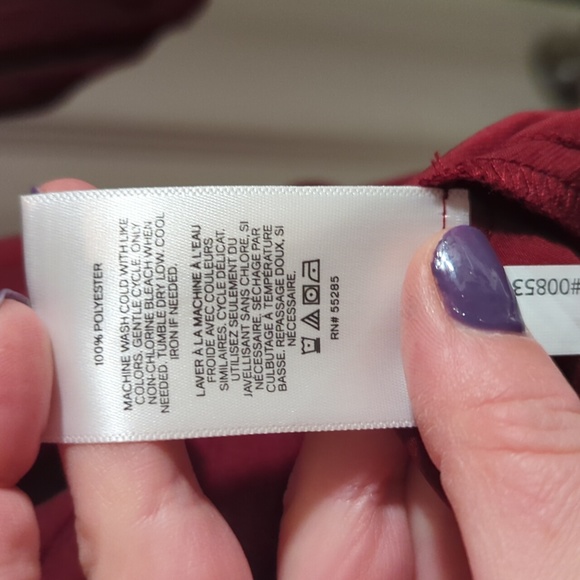 100% POLYESTER
MACHINE WASH COLD WITH LIKE
COLORS, GENTLE CYCLE. ONLY
NON-CHLORINE BLEACH WHEN
NEEDED. TUMBLE DRY LOW. COOL
IRON IF NEEDED.
LAVER À LA MACHINE À L'EAU
FROIDE AVEC COULEURS
SIMILAIRES, CYCLE DÉLICAT.
UTILISEZ SEULEMENT DU
JAVELLISANT SANS CHLORE, SI
NÉCESSAIRE. SÉCHAGE PAR
CULBUTAGE À TEMPÉRATURE
BASSE. REPASSAGE DOUX, SI
NÉCESSAIRE.
RN# 55285
#00853